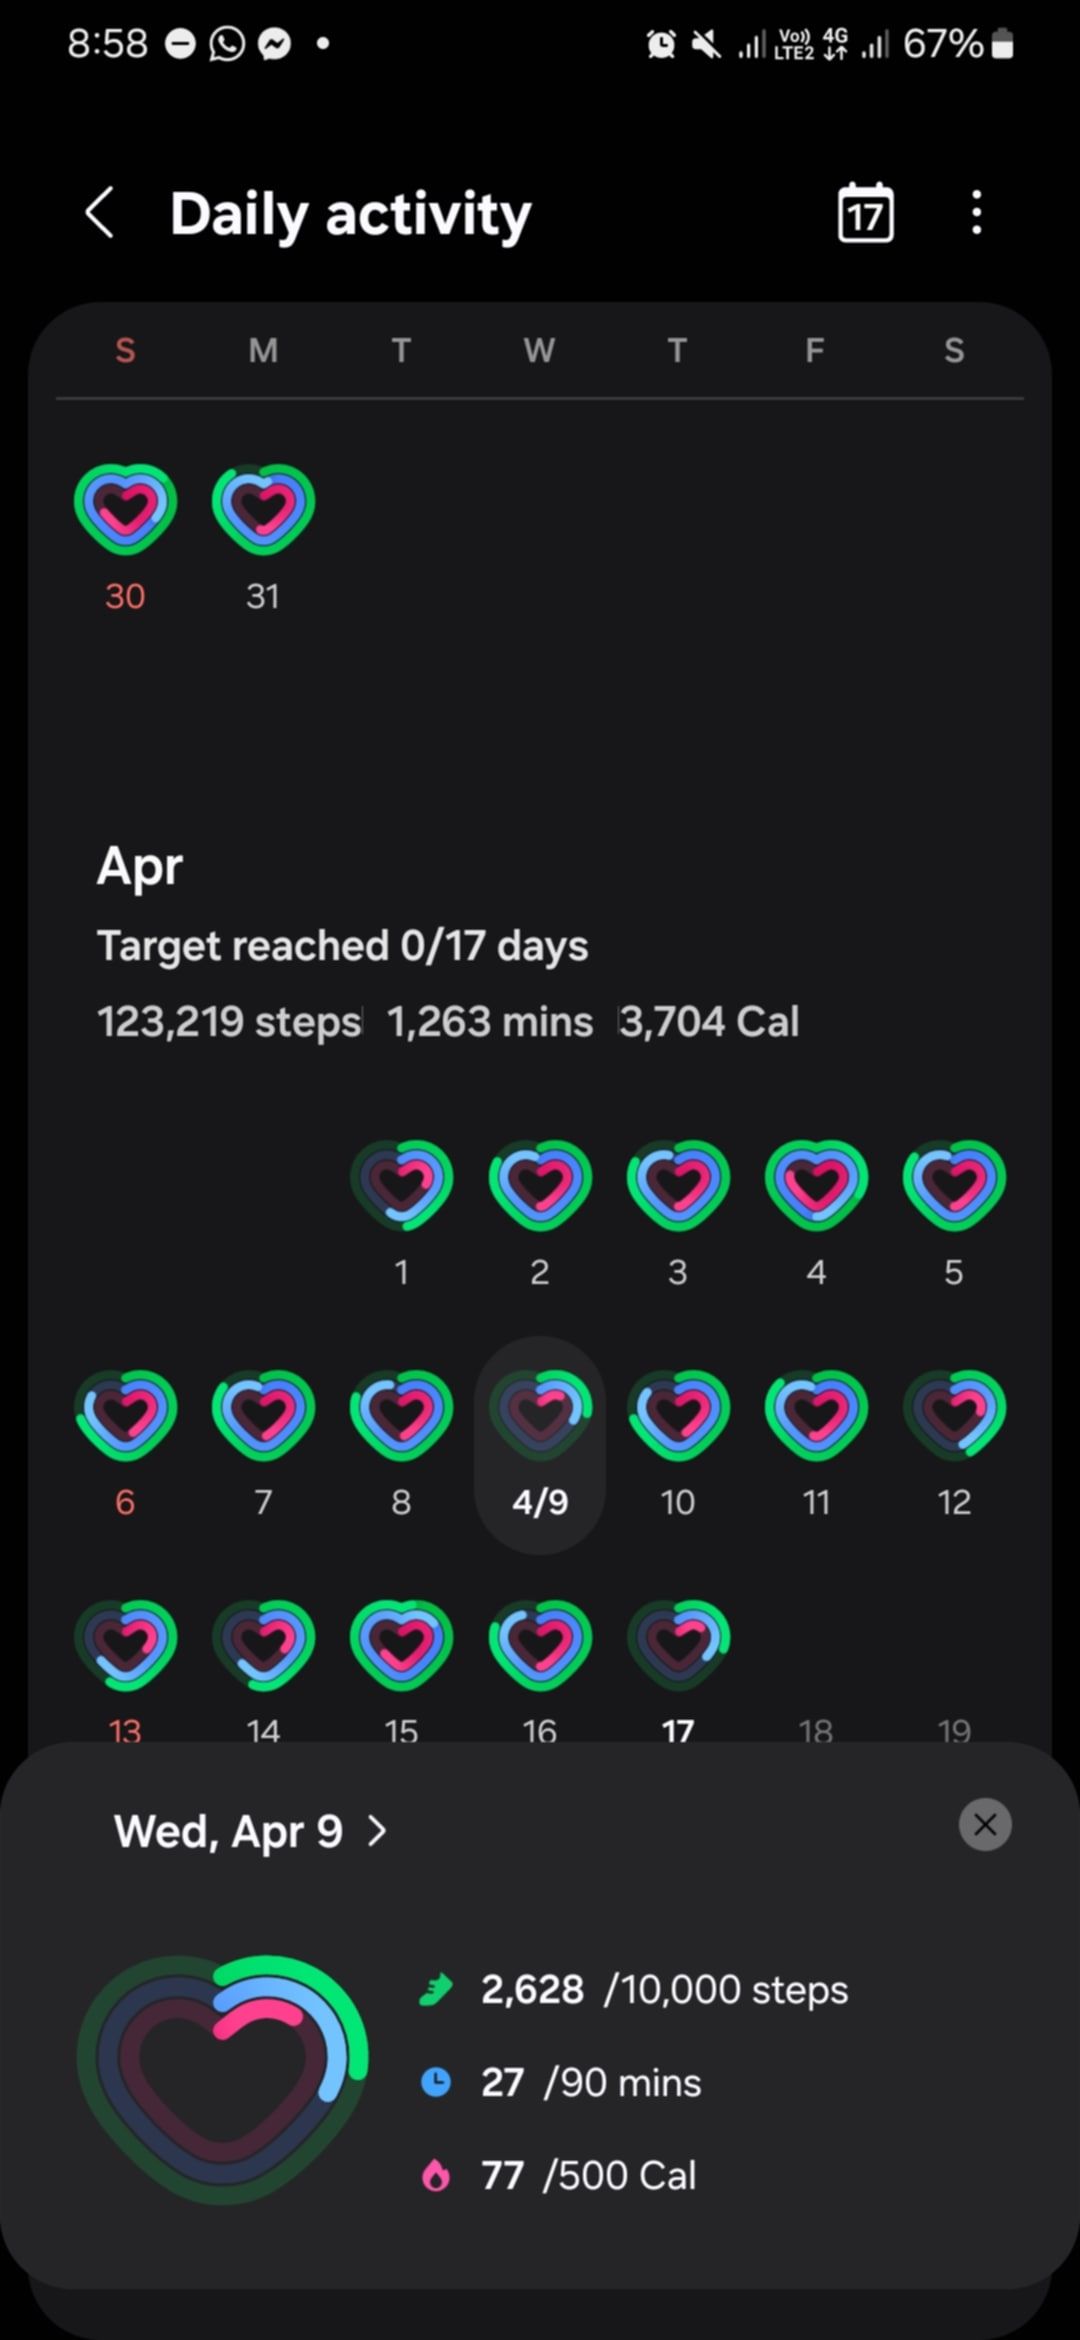 8:58 Vo)) LTE2 4G 67%
Daily activity 17
S M T W T F S
30 31
Apr
Target reached 0/17 days
123,219 steps 1,263 mins 3,704 Cal
1 2 3 4 5
6 7 8 4/9 10 11 12
13 14 15 16 17 18 19
Wed, Apr 9
2,628 /10,000 steps
27 /90 mins
77 /500 Cal